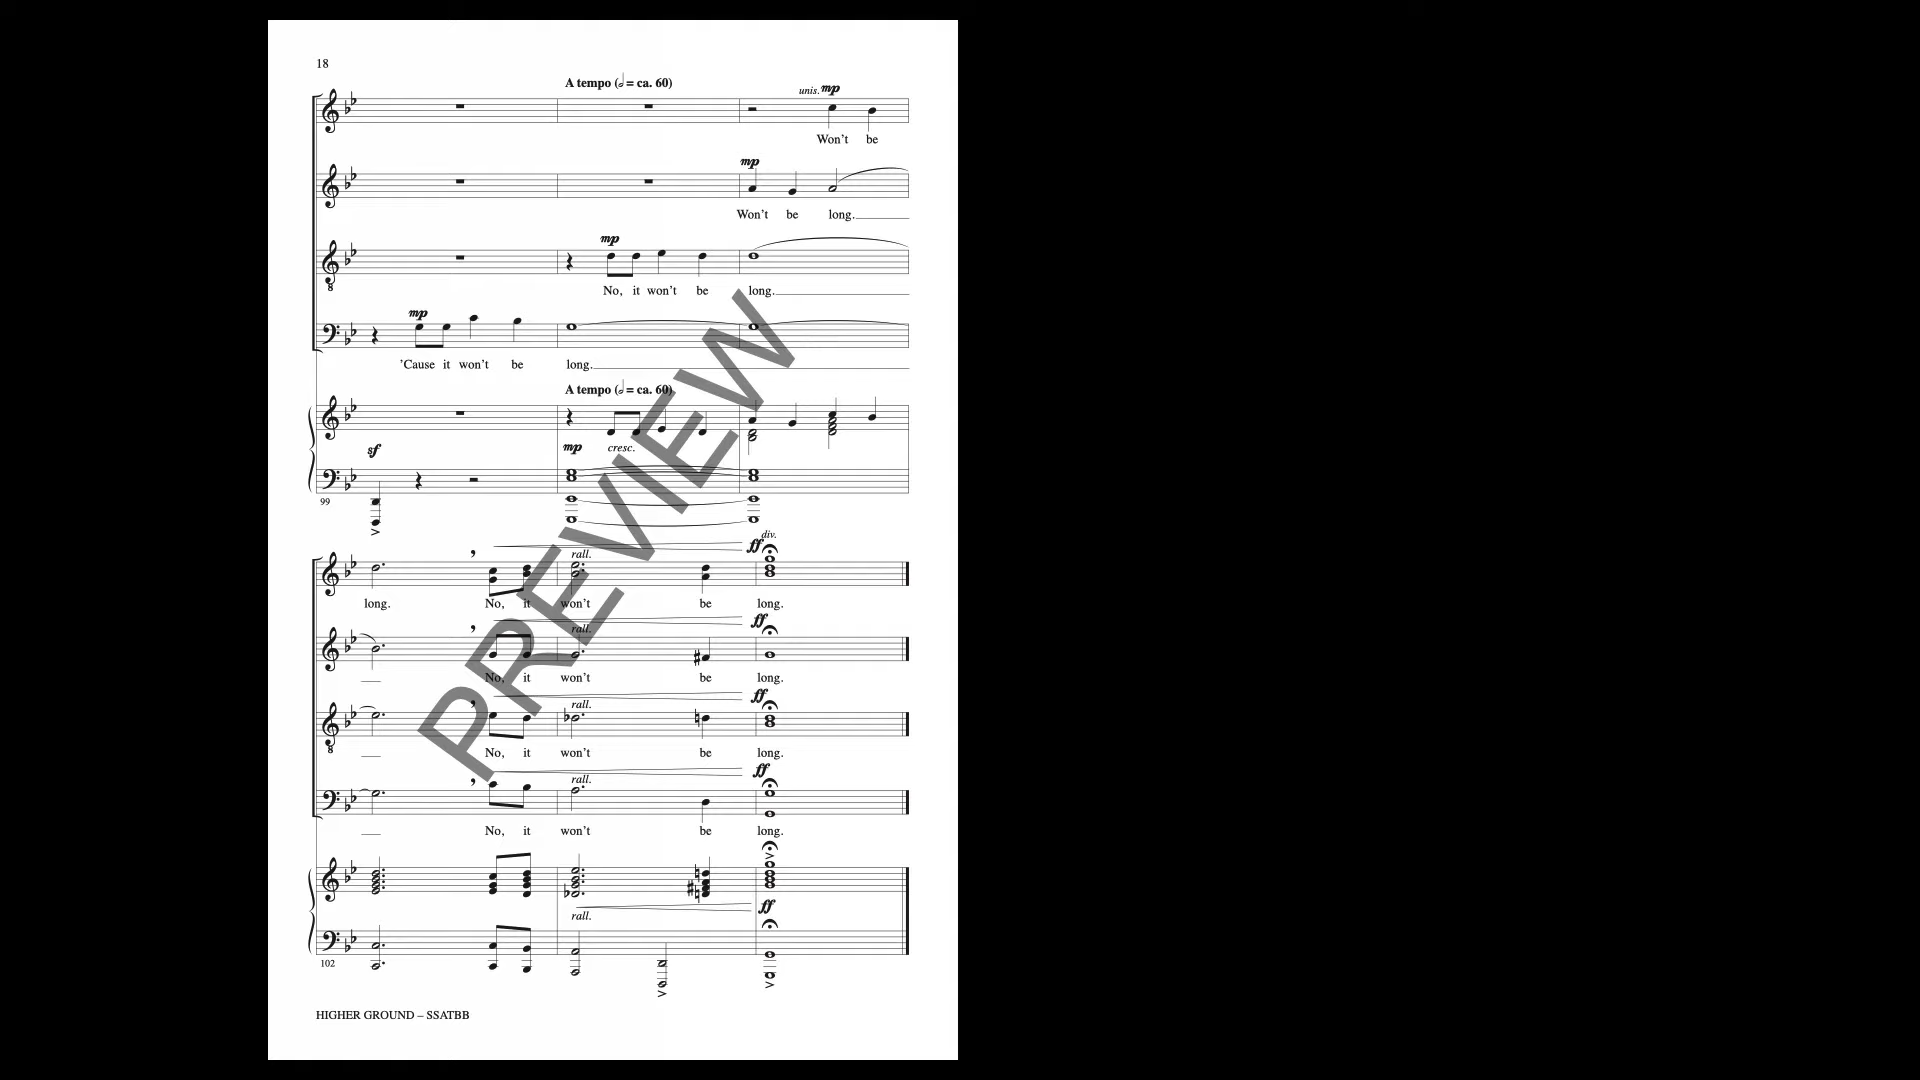 18
A tempo (𝅗𝅥 = ca. 60)
unis. mp
Won't be
mp
Won't be long.
mp
No, it won't be long.
mp
'Cause it won't be long.
A tempo (𝅗𝅥 = ca. 60)
sf mp cresc.
99
div.
rall. ff
long. No, it won't be long.
rall. ff
No, it won't be long.
rall. ff
No, it won't be long.
rall. ff
No, it won't be long.
rall. ff
102
HIGHER GROUND – SSATBB
PREVIEW